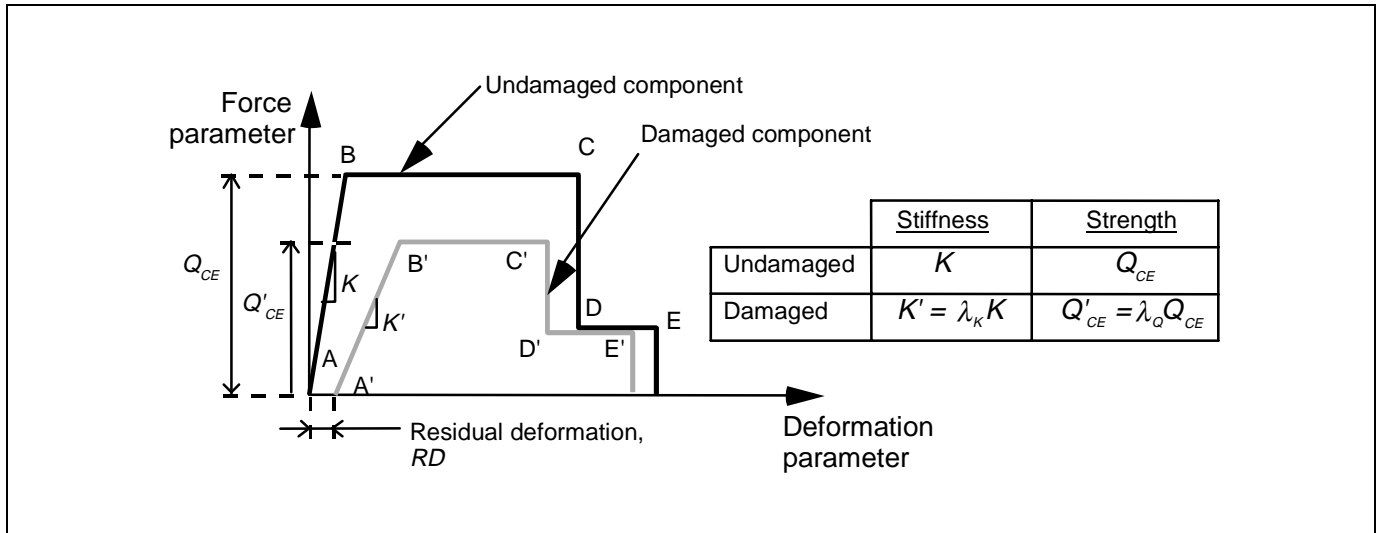 Undamaged component
Force
parameter
Damaged component
B
C
Q_CE
Q'_CE
K
B'
C'
K'
D
E
D'
E'
A
A'
Residual deformation,
RD
Deformation
parameter
Stiffness Strength
Undamaged K Q_CE
Damaged K' = λ_K K Q'_CE = λ_Q Q_CE